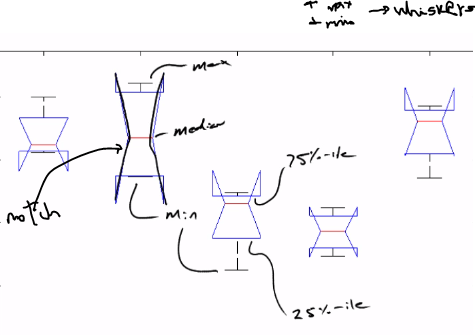 + max
+ min → whiskers
max
median
75%-ile
notch
min
25%-ile